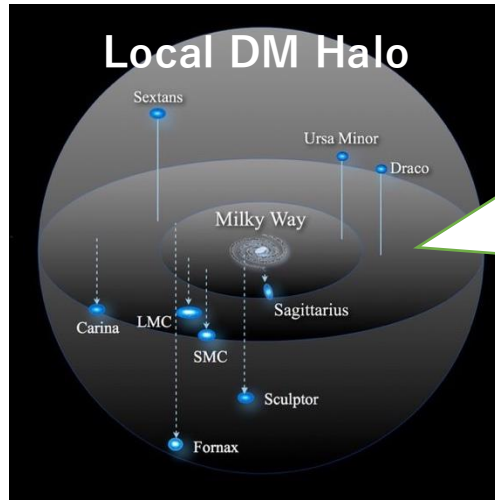 Local DM Halo
Sextans
Ursa Minor
Draco
Milky Way
Sagittarius
Carina
LMC
SMC
Sculptor
Fornax